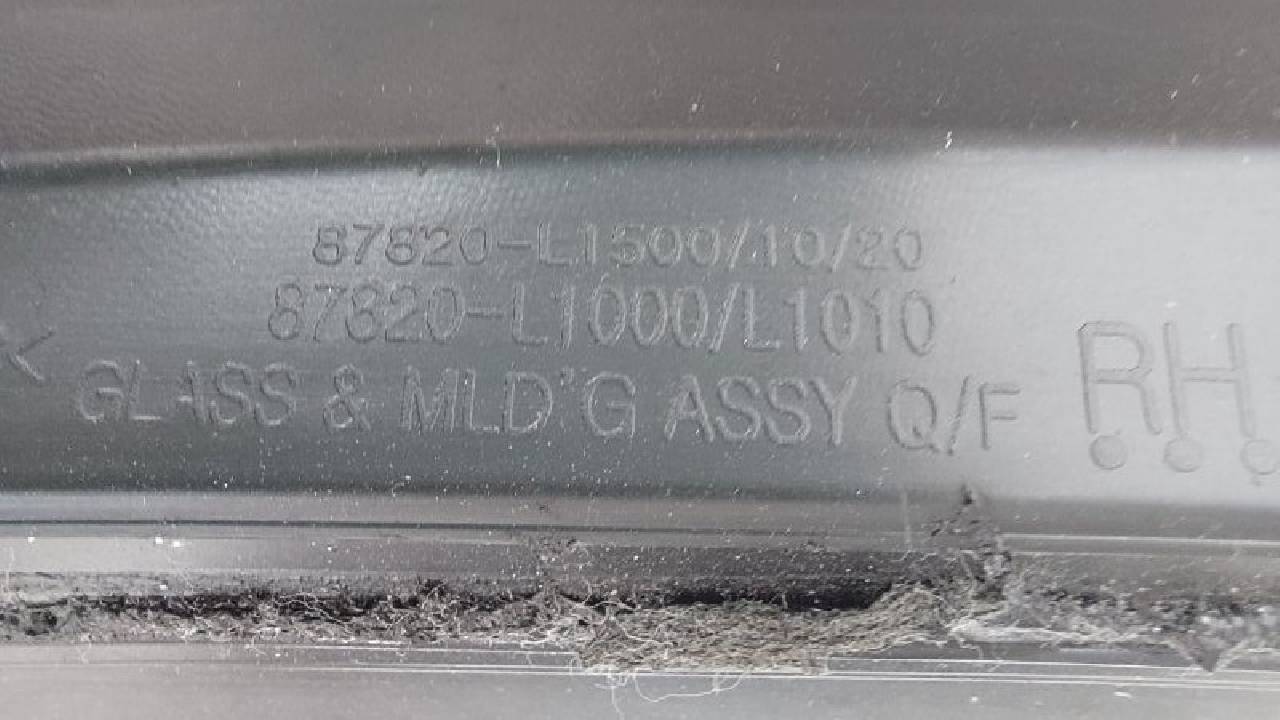 87820-L1500/10/20
87820-L1000/L1010
GLASS & MLD'G ASSY Q/F
RH